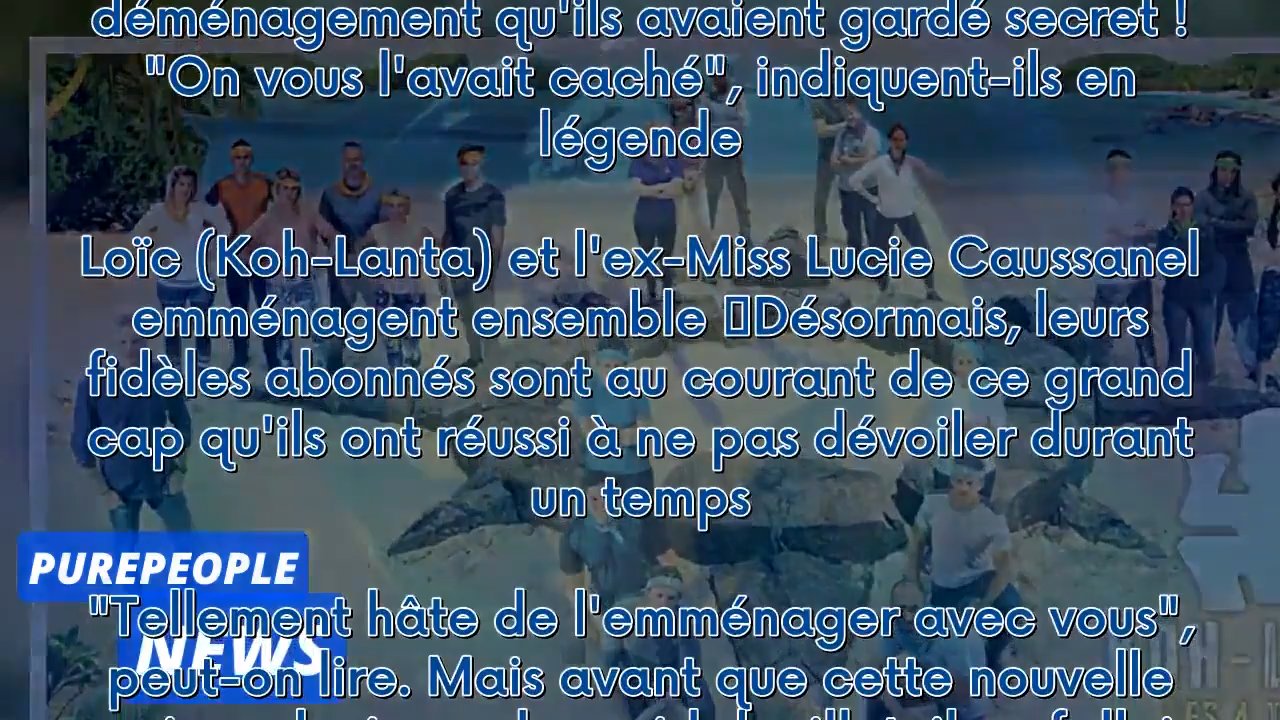 déménagement qu'ils avaient gardé secret !
"On vous l'avait caché", indiquent-ils en
légende
Loïc (Koh-Lanta) et l'ex-Miss Lucie Caussanel
emménagent ensemble Désormais, leurs
fidèles abonnés sont au courant de ce grand
cap qu'ils ont réussi à ne pas dévoiler durant
un temps
PUREPEOPLE
NEWS
"Tellement hâte de l'emménager avec vous",
peut-on lire. Mais avant que cette nouvelle